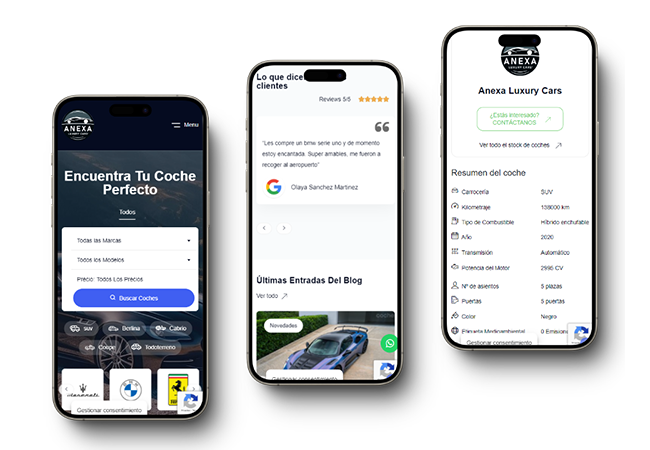 ANEXA
LUXURY CARS
Menu
Encuentra Tu Coche
Perfecto
Todos
Todas las Marcas
Todos los Modelos
Precio: Todos Los Precios
Buscar Coches
suv
Berlina
Cabrio
Coupe
Todoterreno
Gestionar consentimiento
Lo que dice
clientes
Reviews 5/5
"Les compre un bmw serie uno y de momento
estoy encantada. Super amables, me fueron a
recoger al aeropuerto"
Olaya Sanchez Martinez
Últimas Entradas Del Blog
Ver todo
Novedades
Gestionar consentimiento
ANEXA
LUXURY CARS
Anexa Luxury Cars
¿Estás interesado?
CONTÁCTANOS
Ver todo el stock de coches
Resumen del coche
Carrocería SUV
Kilometraje 138000 km
Tipo de Combustible Híbrido enchufable
Año 2020
Transmisión Automático
Potencia del Motor 2995 CV
Nº de asientos 5 plazas
Puertas 5 puertas
Color Negro
Etiqueta Medioambiental 0 Emisiones
Gestionar consentimiento